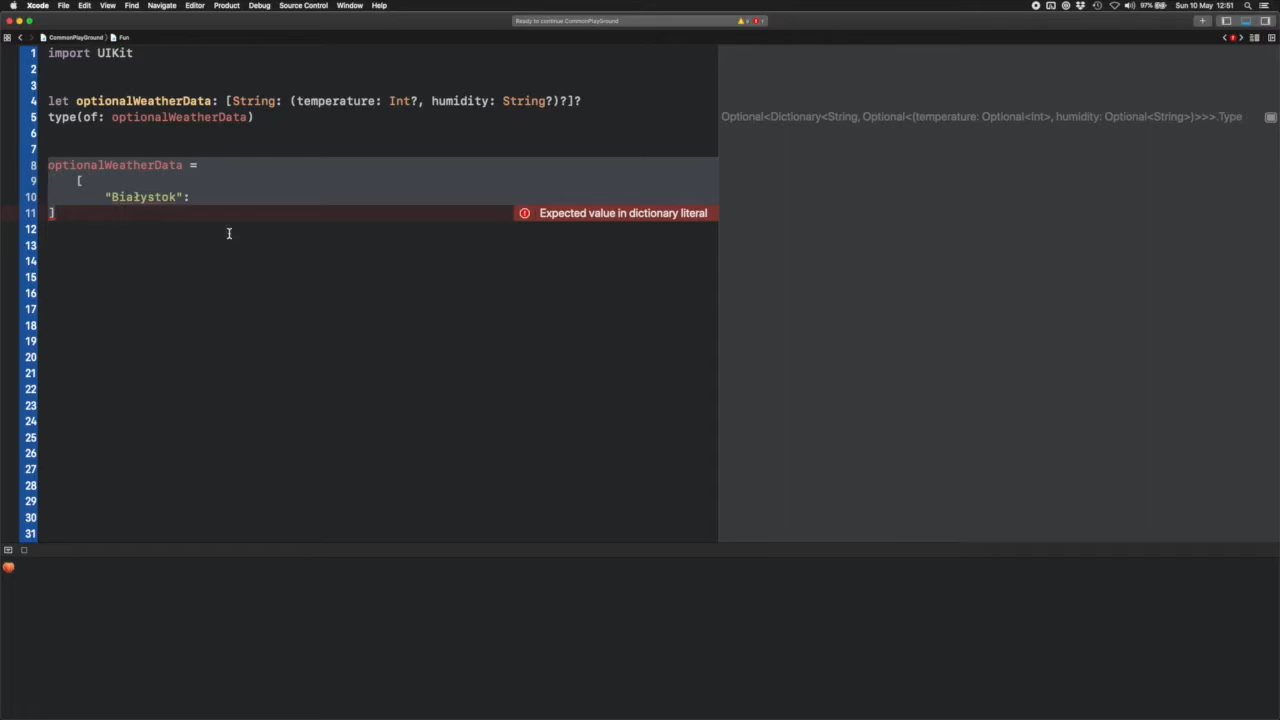 Xcode File Edit View Find Navigate Editor Product Debug Source Control Window Help 97% Sun 10 May 12:51
Ready to continue CommonPlayGround
CommonPlayGround Fun
1 import UIKit
2
3
4 let optionalWeatherData: [String: (temperature: Int?, humidity: String?)?]?
5 type(of: optionalWeatherData) Optional<Dictionary<String, Optional<(temperature: Optional<Int>, humidity: Optional<String>)>>>.Type
6
7
8 optionalWeatherData =
9 [
10 "Białystok":
11 ] Expected value in dictionary literal
12
13
14
15
16
17
18
19
20
21
22
23
24
25
26
27
28
29
30
31